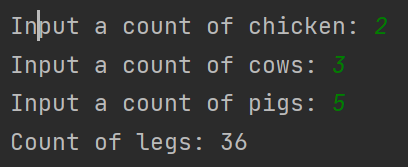 Input a count of chicken: 2
Input a count of cows: 3
Input a count of pigs: 5
Count of legs: 36